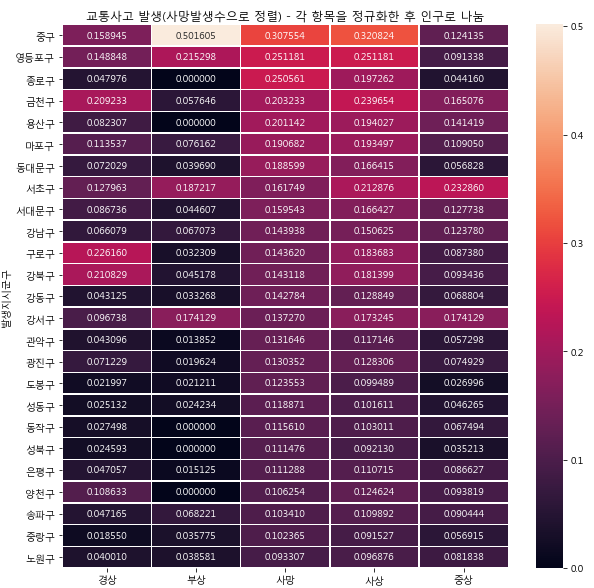 교통사고 발생(사망발생수으로 정렬) - 각 항목을 정규화한 후 인구로 나눔
발생지시군구
중구 0.158945 0.501605 0.307554 0.320824 0.124135
영등포구 0.148848 0.215298 0.251181 0.251181 0.091338
종로구 0.047976 0.000000 0.250561 0.197262 0.044160
금천구 0.209233 0.057646 0.203233 0.239654 0.165076
용산구 0.082307 0.000000 0.201142 0.194027 0.141419
마포구 0.113537 0.076162 0.190682 0.193497 0.109050
동대문구 0.072029 0.039690 0.188599 0.166415 0.056828
서초구 0.127963 0.187217 0.161749 0.212876 0.232860
서대문구 0.086736 0.044607 0.159543 0.166427 0.127738
강남구 0.066079 0.067073 0.143938 0.150625 0.123780
구로구 0.226160 0.032309 0.143620 0.183683 0.087380
강북구 0.210829 0.045178 0.143118 0.181399 0.093436
강동구 0.043125 0.033268 0.142784 0.128849 0.068804
강서구 0.096738 0.174129 0.137270 0.173245 0.174129
관악구 0.043096 0.013852 0.131646 0.117146 0.057298
광진구 0.071229 0.019624 0.130352 0.128306 0.074929
도봉구 0.021997 0.021211 0.123553 0.099489 0.026996
성동구 0.025132 0.024234 0.118871 0.101611 0.046265
동작구 0.027498 0.000000 0.115610 0.103011 0.067494
성북구 0.024593 0.000000 0.111476 0.092130 0.035213
은평구 0.047057 0.015125 0.111288 0.110715 0.086627
양천구 0.108633 0.000000 0.106254 0.124624 0.093819
송파구 0.047165 0.068221 0.103410 0.109892 0.090444
중랑구 0.018550 0.035775 0.102365 0.091527 0.056915
노원구 0.040010 0.038581 0.093307 0.096876 0.081838
경상 부상 사망 사상 중상
0.5
0.4
0.3
0.2
0.1
0.0